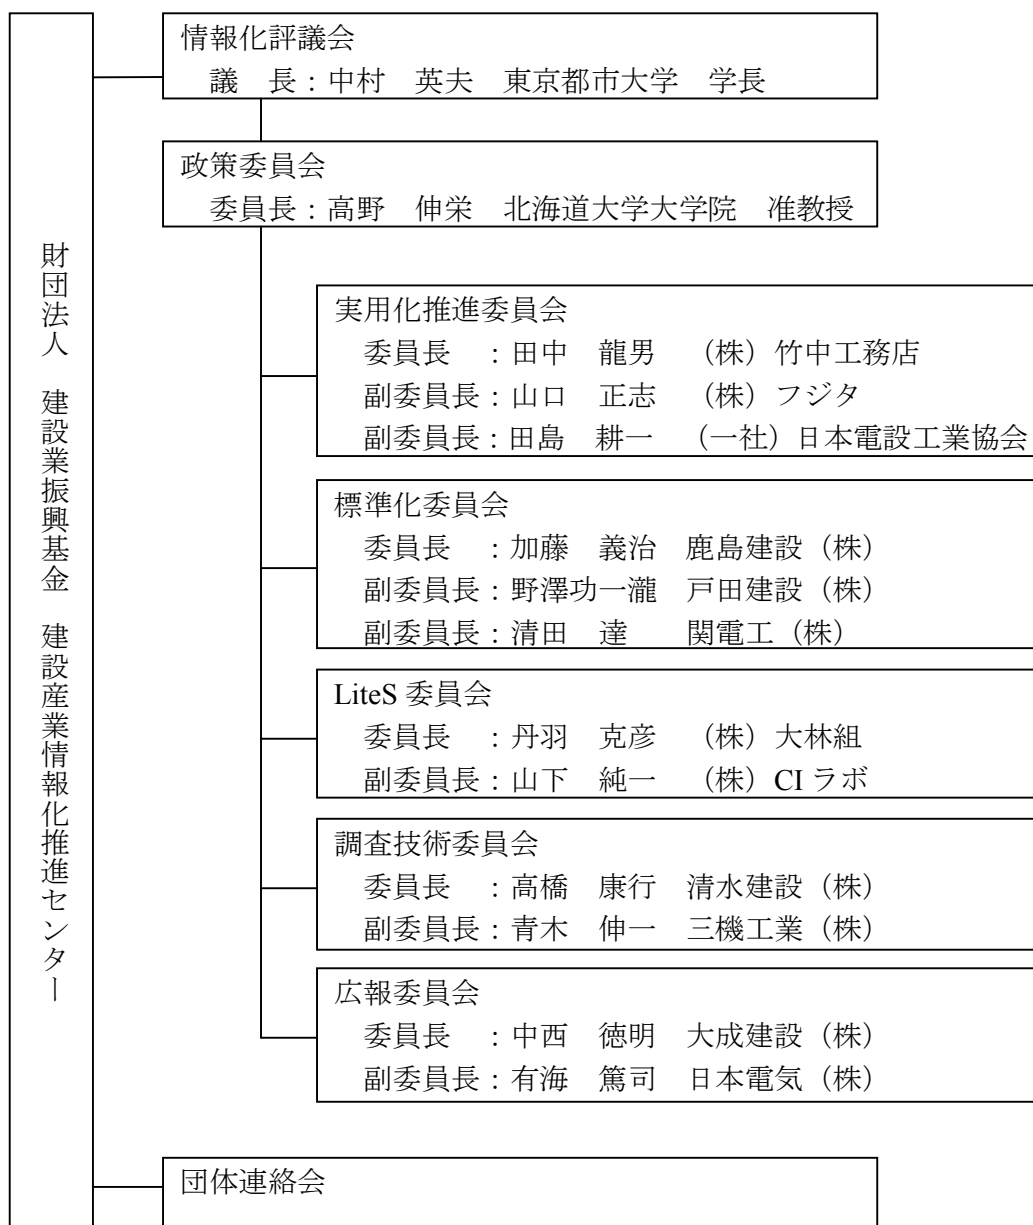 財団法人　建設業振興基金　建設産業情報化推進センター
情報化評議会
議　長：中村　英夫　東京都市大学　学長
政策委員会
委員長：高野　伸栄　北海道大学大学院　准教授
実用化推進委員会
委員長　：田中　龍男　（株）竹中工務店
副委員長：山口　正志　（株）フジタ
副委員長：田島　耕一　（一社）日本電設工業協会
標準化委員会
委員長　：加藤　義治　鹿島建設（株）
副委員長：野澤功一瀧　戸田建設（株）
副委員長：清田　達　　関電工（株）
LiteS 委員会
委員長　：丹羽　克彦　（株）大林組
副委員長：山下　純一　（株）CI ラボ
調査技術委員会
委員長　：高橋　康行　清水建設（株）
副委員長：青木　伸一　三機工業（株）
広報委員会
委員長　：中西　徳明　大成建設（株）
副委員長：有海　篤司　日本電気（株）
団体連絡会